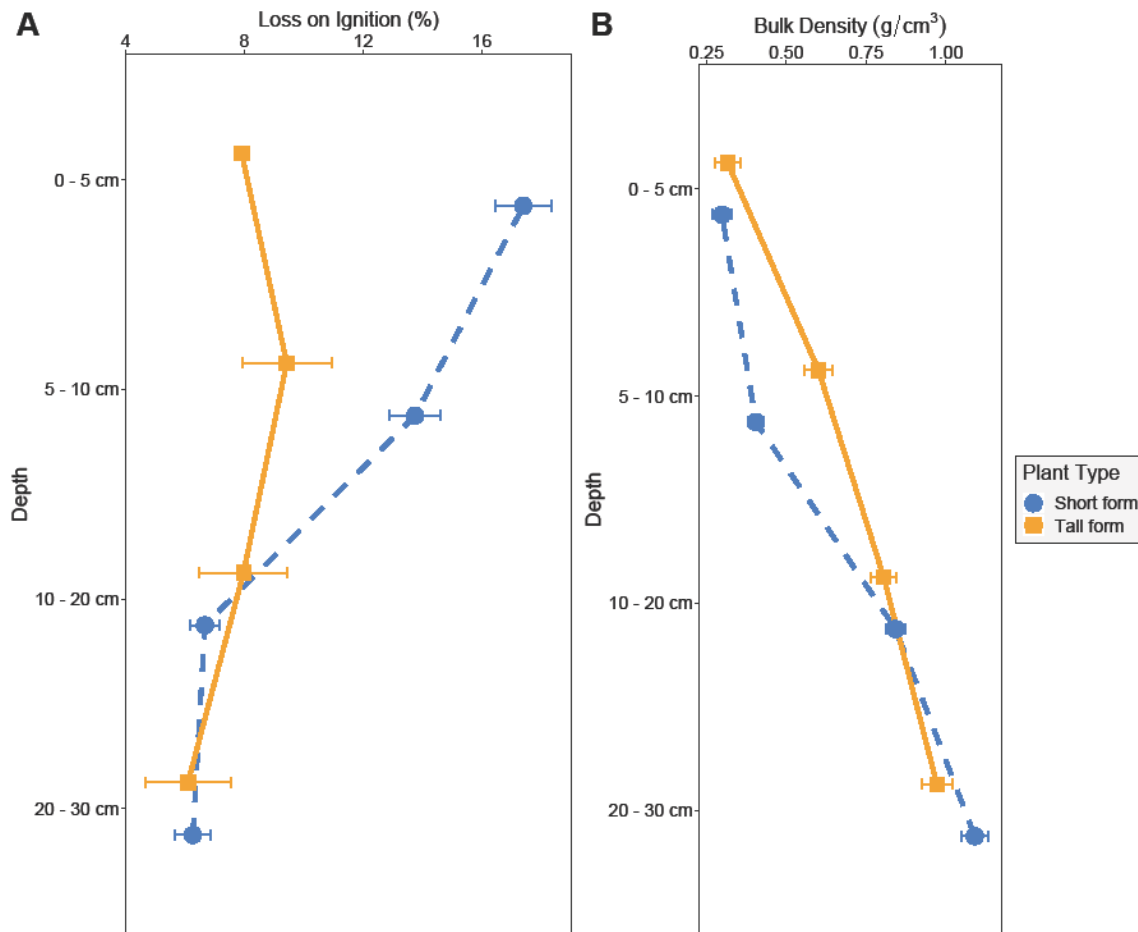 A
Loss on Ignition (%)
4 8 12 16
0 - 5 cm
5 - 10 cm
10 - 20 cm
20 - 30 cm
Depth
B
Bulk Density (g/cm³)
0.25 0.50 0.75 1.00
0 - 5 cm
5 - 10 cm
10 - 20 cm
20 - 30 cm
Depth
Plant Type
Short form
Tall form